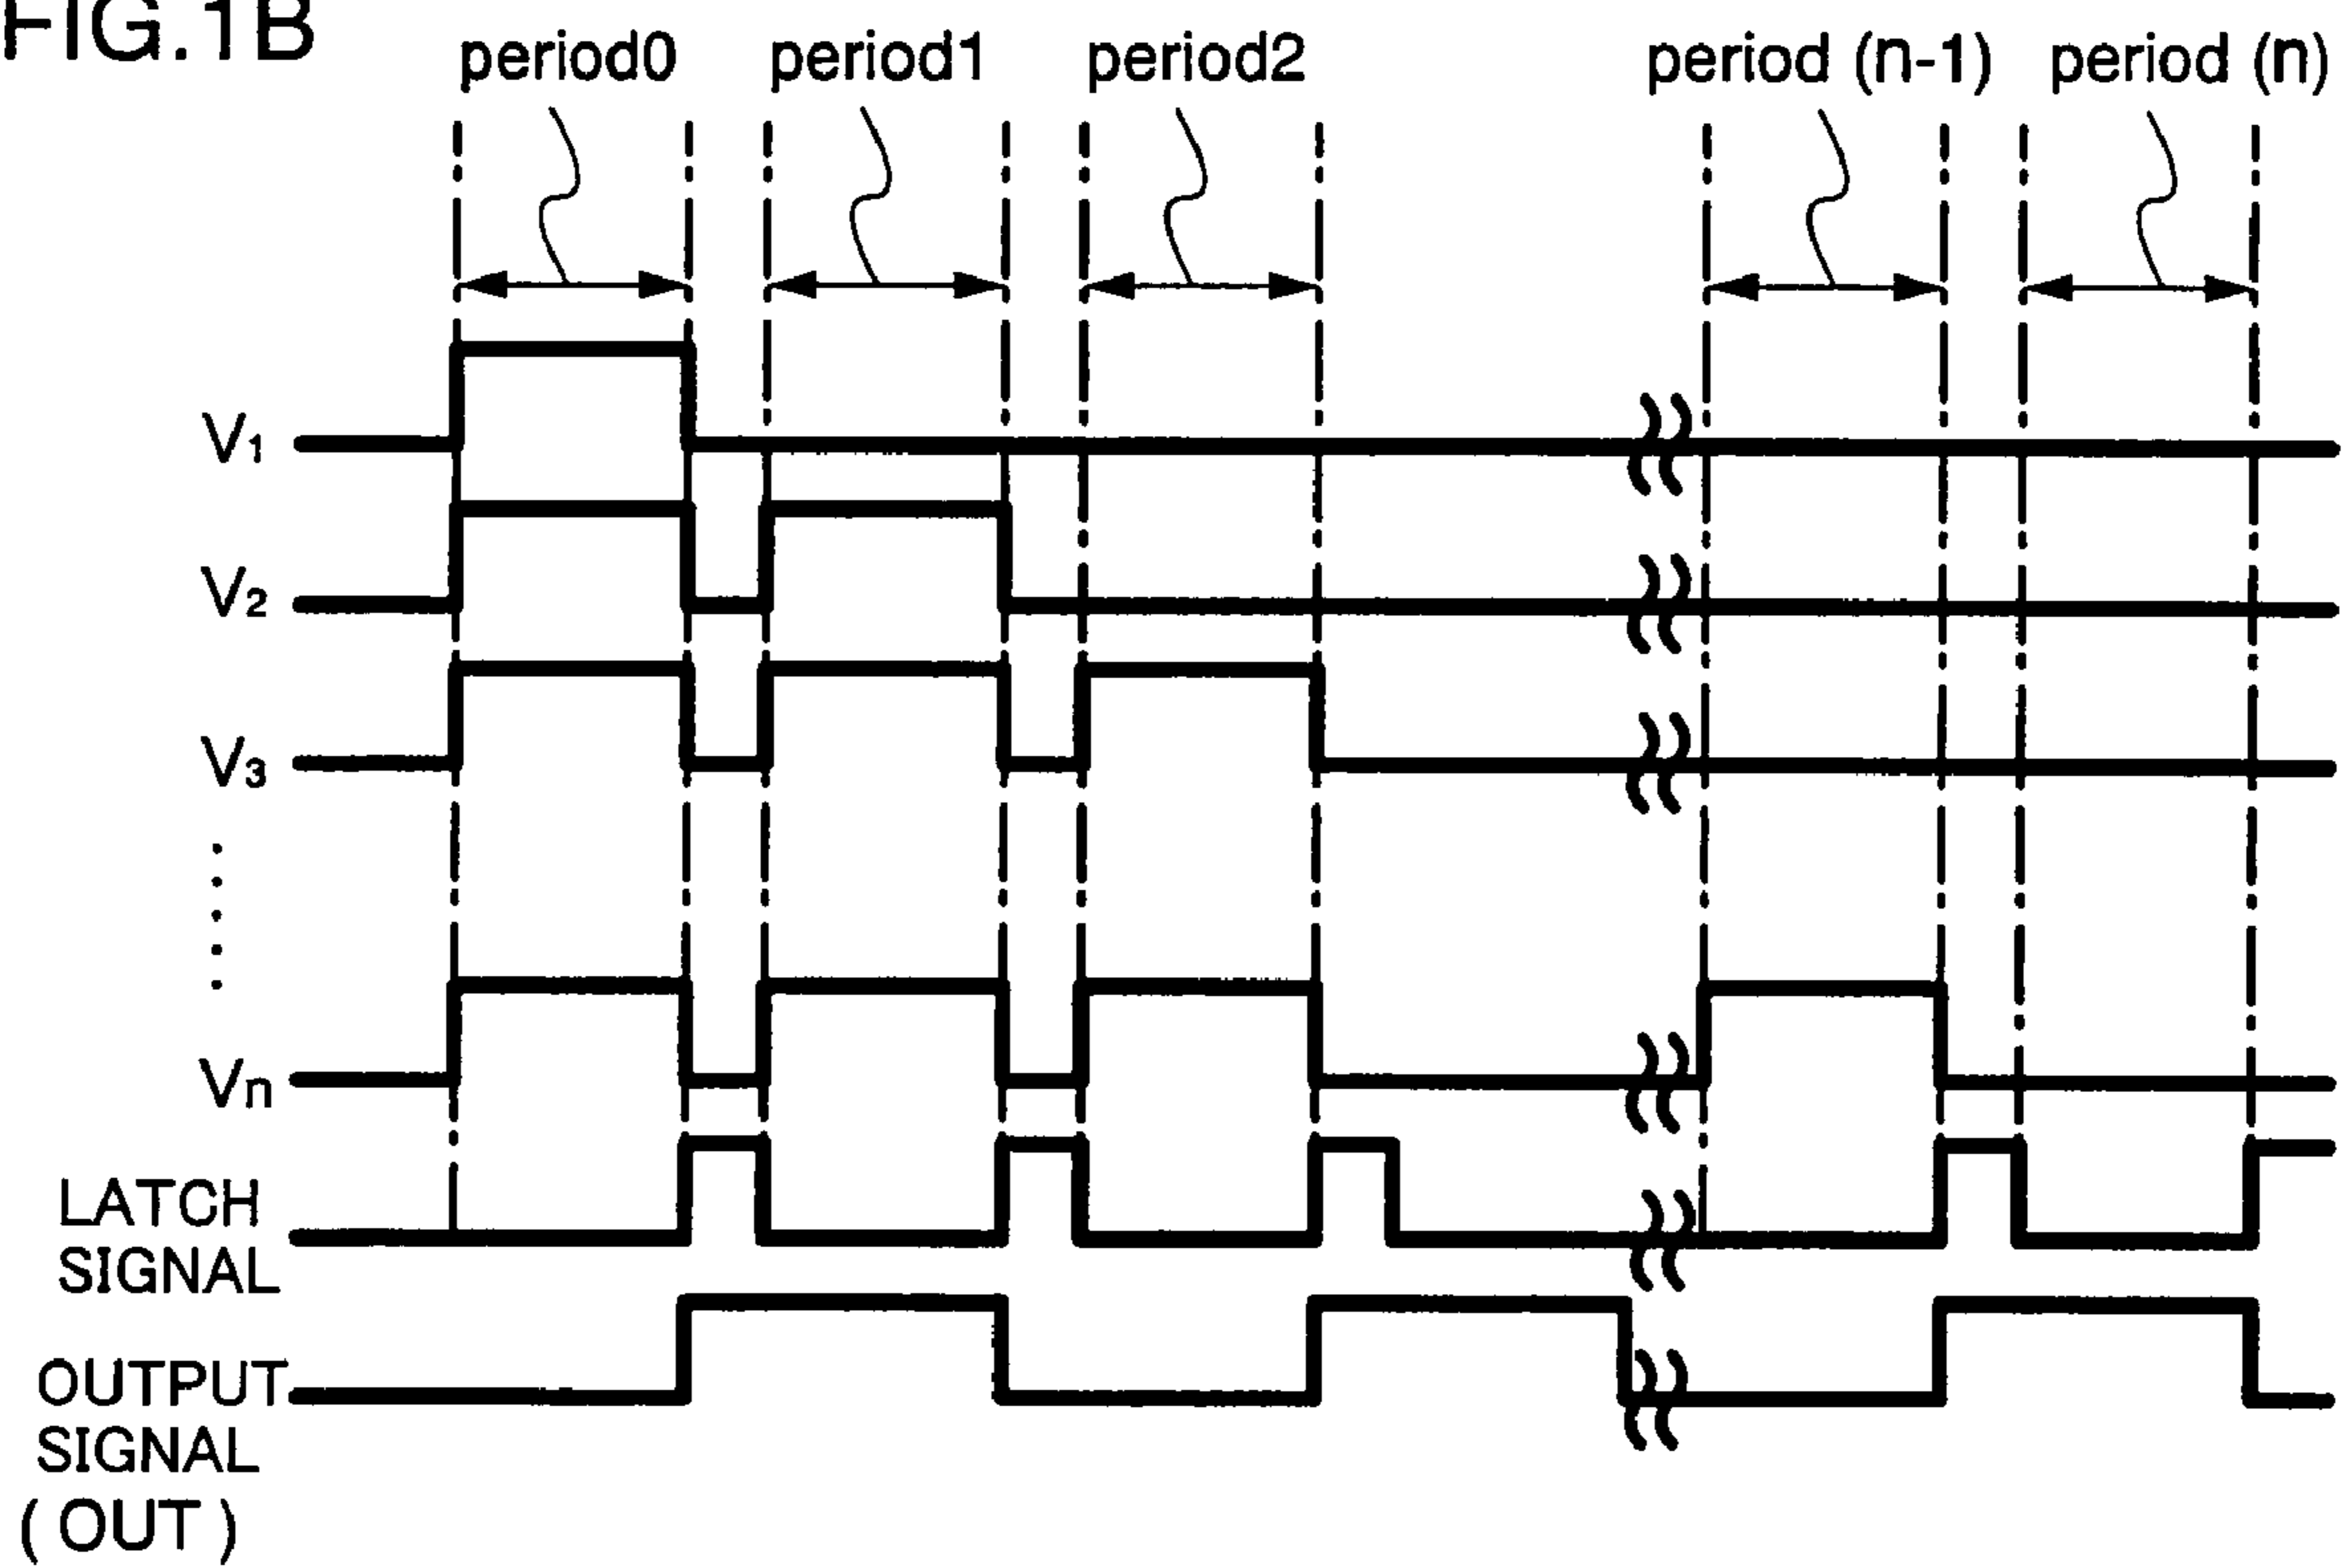 FIG.1B
period0 period1 period2 period (n-1) period (n)
V1
V2
V3
Vn
LATCH
SIGNAL
OUTPUT
SIGNAL
( OUT )